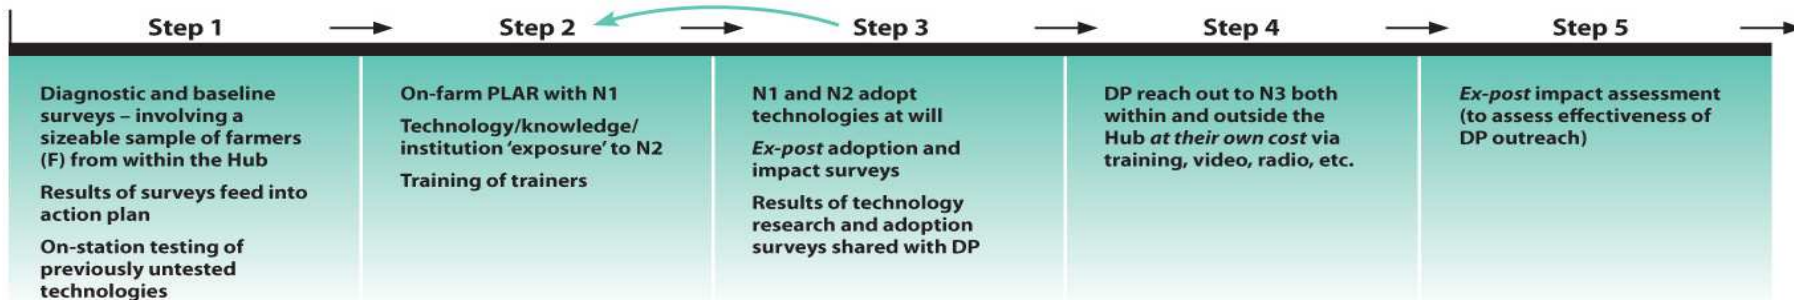 Step 1
Step 2
Step 3
Step 4
Step 5
Diagnostic and baseline
surveys – involving a
sizeable sample of farmers
(F) from within the Hub
Results of surveys feed into
action plan
On-station testing of
previously untested
technologies
On-farm PLAR with N1
Technology/knowledge/
institution ‘exposure’ to N2
Training of trainers
N1 and N2 adopt
technologies at will
Ex-post adoption and
impact surveys
Results of technology
research and adoption
surveys shared with DP
DP reach out to N3 both
within and outside the
Hub at their own cost via
training, video, radio, etc.
Ex-post impact assessment
(to assess effectiveness of
DP outreach)